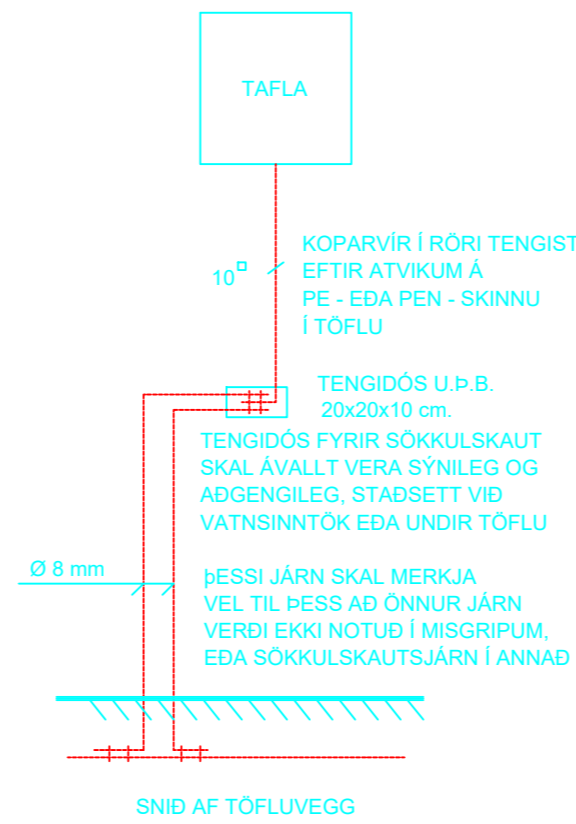 TAFLA
KOPARVÍR Í RÖRI TENGIST
10□
EFTIR ATVIKUM Á
PE - EÐA PEN - SKINNU
Í TÖFLU
TENGIDÓS U.Þ.B.
20x20x10 cm.
TENGIDÓS FYRIR SÖKKULSKAUT
SKAL ÁVALLT VERA SÝNILEG OG
AÐGENGILEG, STAÐSETT VIÐ
VATNSINNTÖK EÐA UNDIR TÖFLU
Ø 8 mm
þESSI JÁRN SKAL MERKJA
VEL TIL ÞESS AÐ ÖNNUR JÁRN
VERÐI EKKI NOTUÐ Í MISGRIPUM,
EÐA SÖKKULSKAUTSJÁRN Í ANNAÐ
SNIÐ AF TÖFLUVEGG